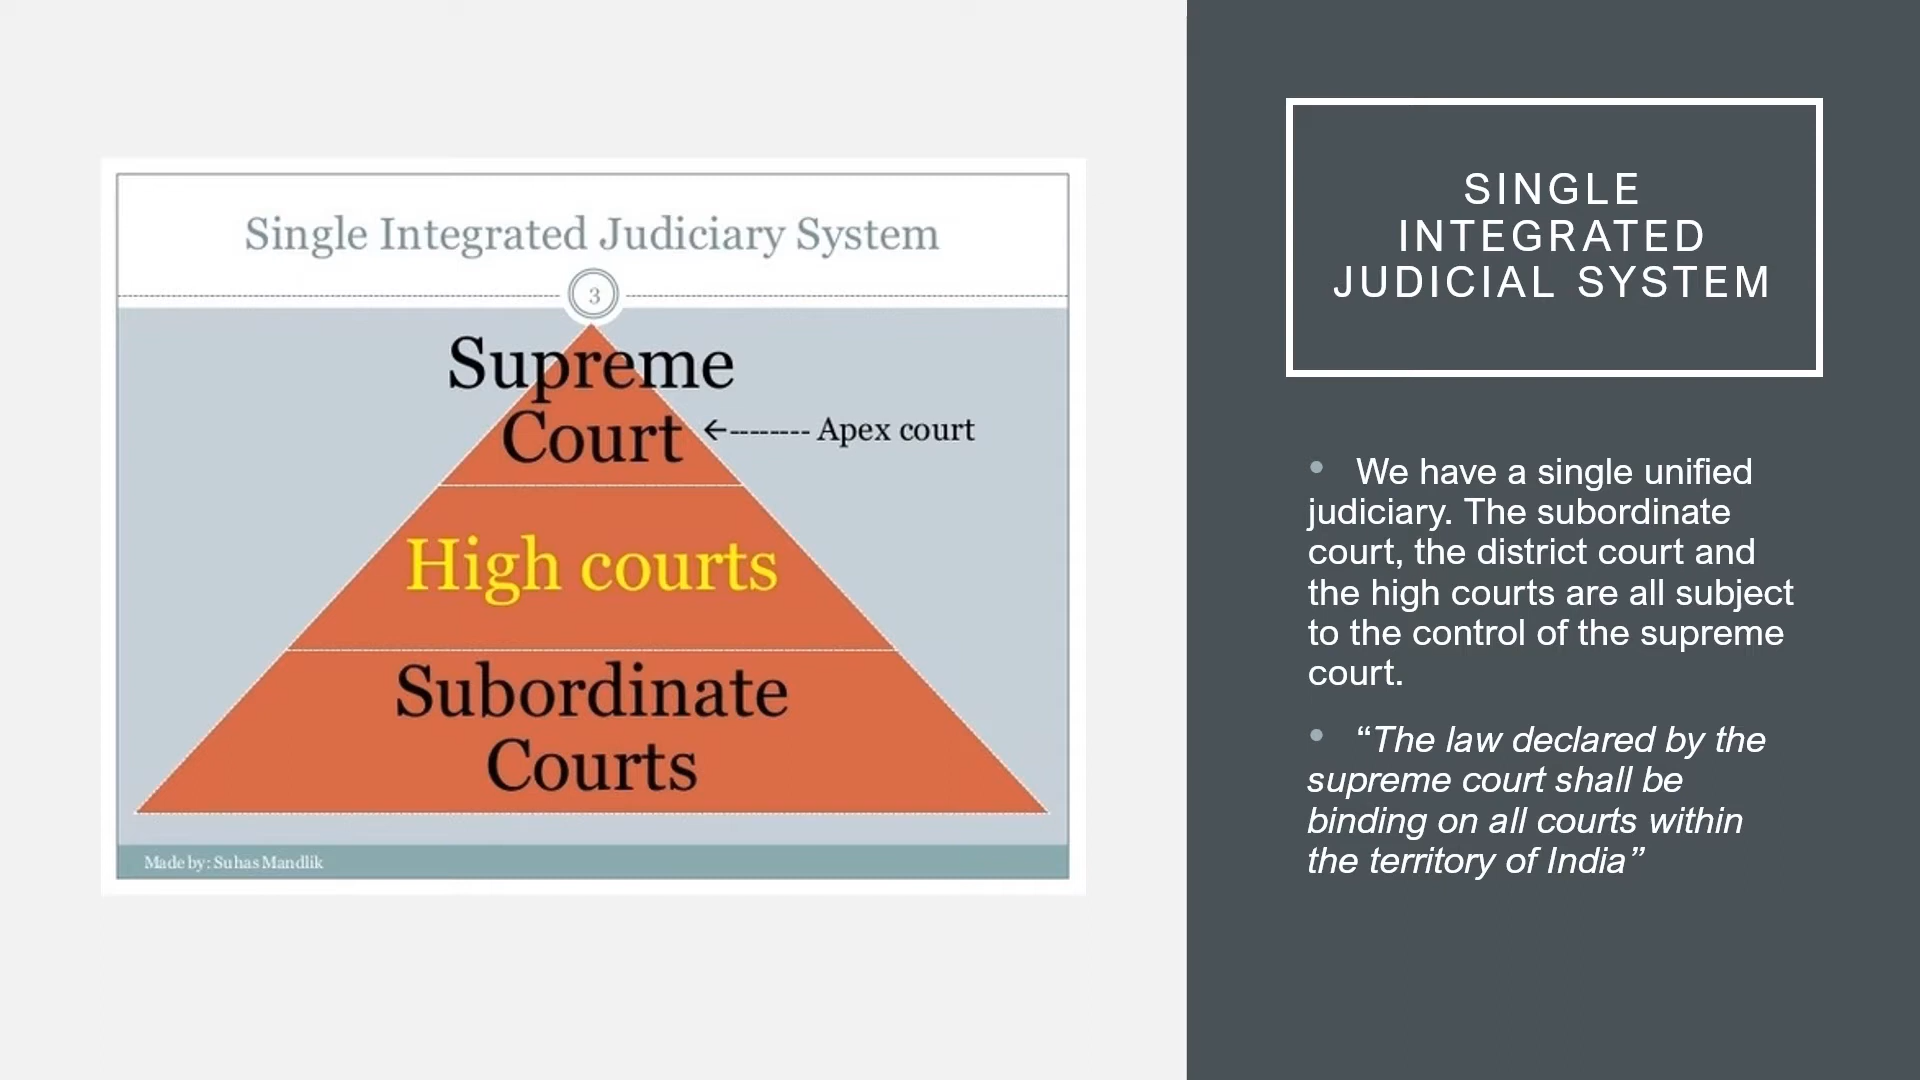 Single Integrated Judiciary System
3
Supreme
Court
←-------- Apex court
High courts
Subordinate
Courts
Made by: Suhas Mandlik
SINGLE
INTEGRATED
JUDICIAL SYSTEM
• We have a single unified
judiciary. The subordinate
court, the district court and
the high courts are all subject
to the control of the supreme
court.
• “The law declared by the
supreme court shall be
binding on all courts within
the territory of India”